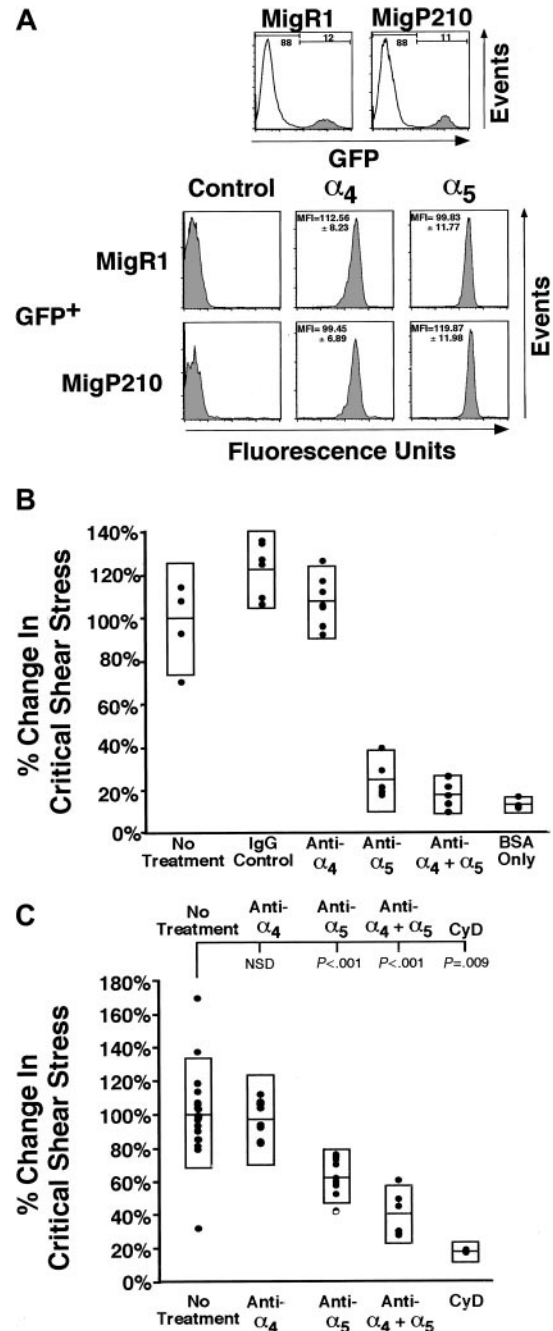 A
MigR1 MigP210
88 12 88 11
Events
GFP
Control α4 α5
MFI=112.56 MFI= 99.83
± 8.23 ± 11.77
MigR1
GFP+
Events
MFI= 99.45 MFI=119.87
± 6.89 ± 11.98
MigP210
Fluorescence Units
B
% Change In
Critical Shear Stress
140%
120%
100%
80%
60%
40%
20%
0%
No IgG Anti- Anti- Anti- BSA
Treatment Control α4 α5 α4 + α5 Only
C
No Anti- Anti- Anti- CyD
Treatment α4 α5 α4 + α5
NSD P<.001 P<.001 P=.009
% Change In
Critical Shear Stress
180%
160%
140%
120%
100%
80%
60%
40%
20%
0%
No Anti- Anti- Anti- CyD
Treatment α4 α5 α4 + α5